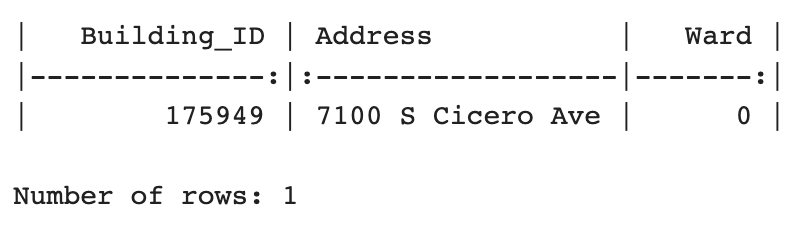 | Building_ID | Address | Ward |
|--------------:|:------------------|-------:|
| 175949 | 7100 S Cicero Ave | 0 |
Number of rows: 1